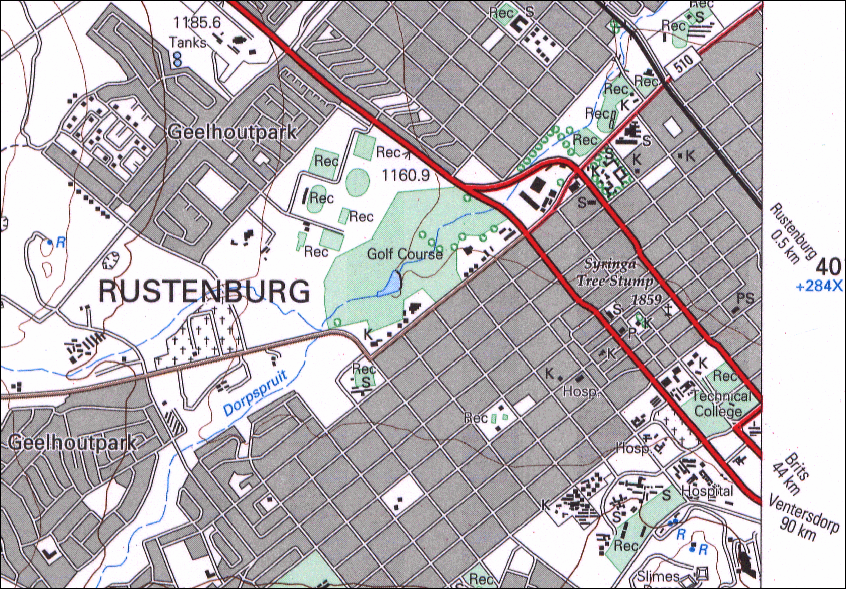 Rec
S
Rec
S
1185.6
Tanks
510
Rec
Rec
K
Rec
Geelhoutpark
Rec
Rec
Rec
S
S
K
K
K
1160.9
Rec
S
Rec
Rustenburg
0.5 km
Rec
Golf Course
Syringa
Tree Stump
1859
40
+284X
R
RUSTENBURG
PS
S
K
P
K
K
K
Rec
S
K
Hosp.
Rec
Technical
College
Dorpspruit
Rec
Geelhoutpark
Hosp.
Brits
44 km
Hospital
S
K
S
Ventersdorp
90 km
R
R
Rec
Slimes
Rec